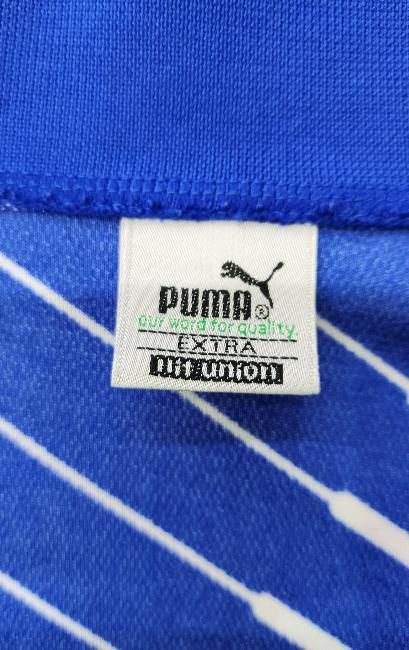 PUMA®
Our word for quality.
EXTRA
Hit union